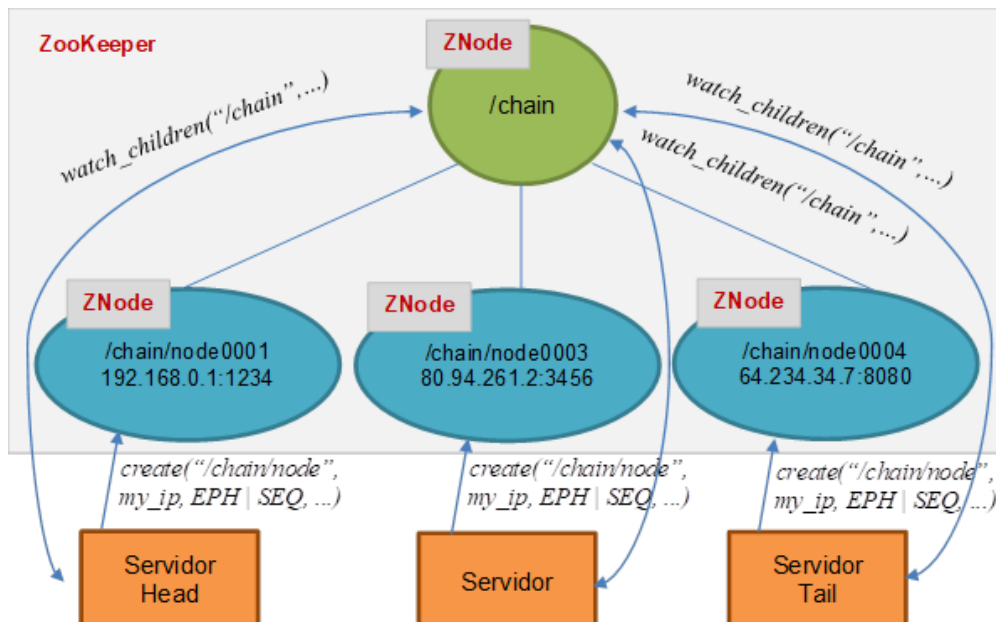 ZooKeeper
ZNode
/chain
watch_children(“/chain”,...)
watch_children(“/chain”,...)
watch_children(“/chain”,...)
ZNode
/chain/node0001
192.168.0.1:1234
ZNode
/chain/node0003
80.94.261.2:3456
ZNode
/chain/node0004
64.234.34.7:8080
create(“/chain/node”,
my_ip, EPH | SEQ, ...)
create(“/chain/node”,
my_ip, EPH | SEQ, ...)
create(“/chain/node”,
my_ip, EPH | SEQ, ...)
Servidor
Head
Servidor
Servidor
Tail